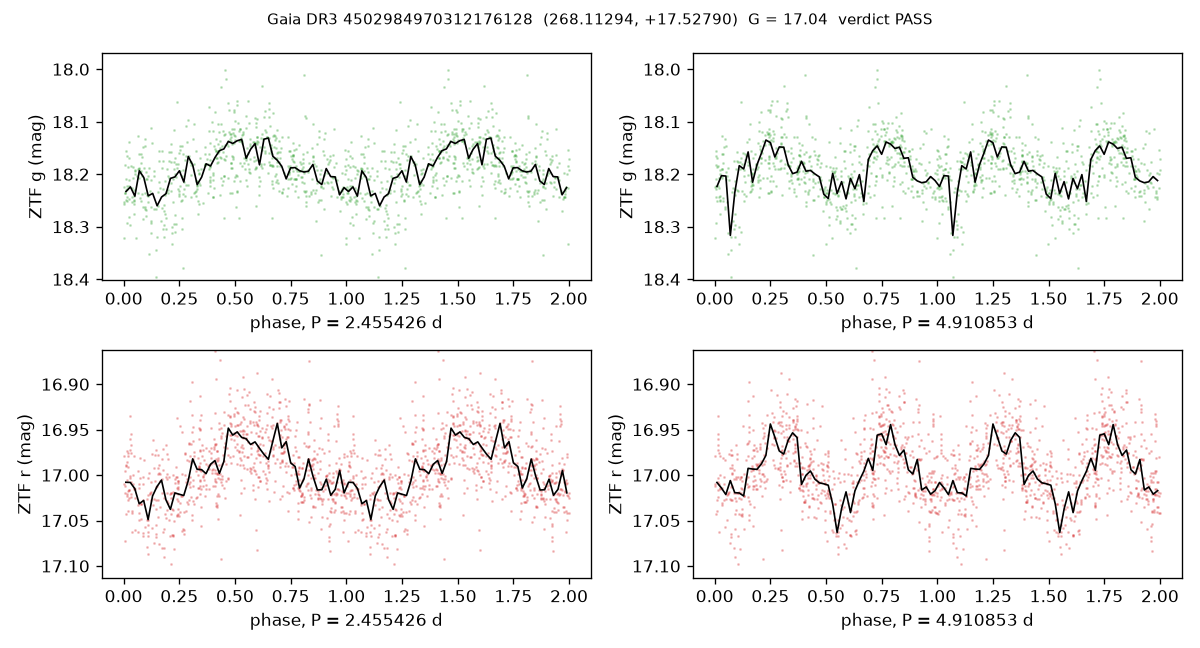 Gaia DR3 4502984970312176128 (268.11294, +17.52790) G = 17.04 verdict PASS
ZTF g (mag)
18.0
18.1
18.2
18.3
18.4
0.00 0.25 0.50 0.75 1.00 1.25 1.50 1.75 2.00
phase, P = 2.455426 d
ZTF g (mag)
18.0
18.1
18.2
18.3
18.4
0.00 0.25 0.50 0.75 1.00 1.25 1.50 1.75 2.00
phase, P = 4.910853 d
ZTF r (mag)
16.90
16.95
17.00
17.05
17.10
0.00 0.25 0.50 0.75 1.00 1.25 1.50 1.75 2.00
phase, P = 2.455426 d
ZTF r (mag)
16.90
16.95
17.00
17.05
17.10
0.00 0.25 0.50 0.75 1.00 1.25 1.50 1.75 2.00
phase, P = 4.910853 d